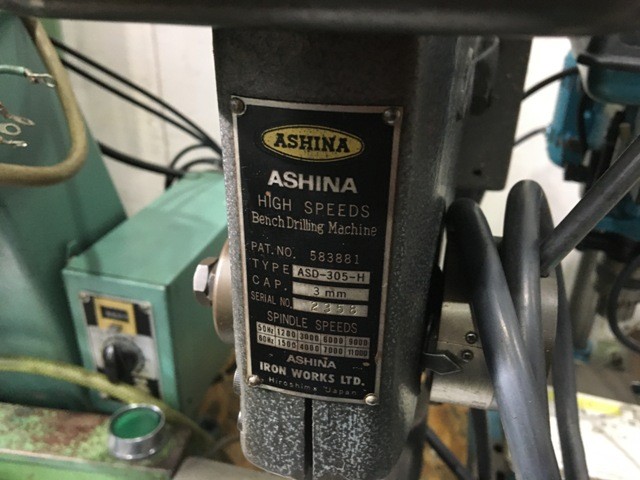 ASHINA
ASHINA
HIGH SPEEDS
Bench Drilling Machine
PAT. NO. 583881
TYPE ASD-305-H
CAP. 3 mm
SERIAL NO. 2358
SPINDLE SPEEDS
50Hz 1200 3600 6000 9000
60Hz 1500 4000 7000 11000
ASHINA
IRON WORKS LTD.
Hiroshima Japan